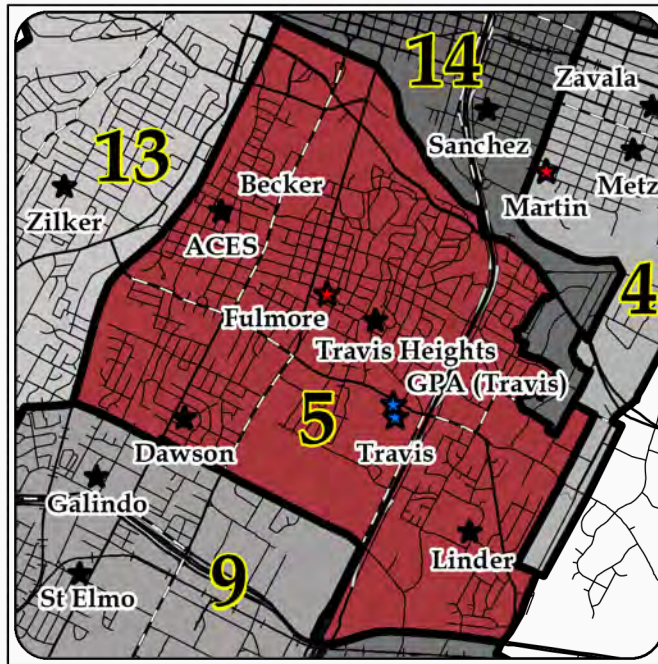 14
Zavala
13
Sanchez
Metz
Becker
Martin
Zilker
ACES
4
Fulmore
Travis Heights
GPA (Travis)
5
Dawson
Travis
Galindo
Linder
9
St Elmo